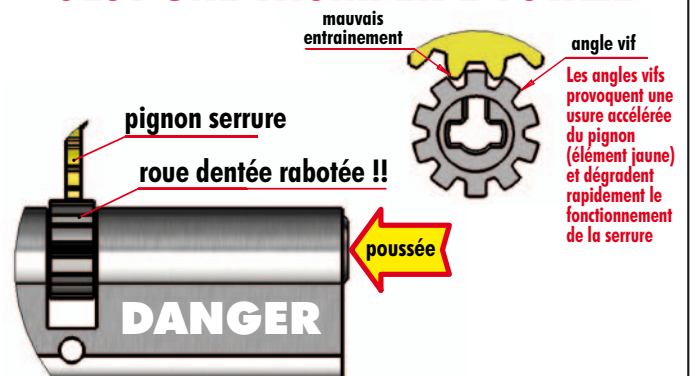 mauvais
entrainement
angle vif
Les angles vifs
provoquent une
usure accélérée
du pignon
(élément jaune)
et dégradent
rapidement le
fonctionnement
de la serrure
pignon serrure
roue dentée rabotée !!
poussée
DANGER